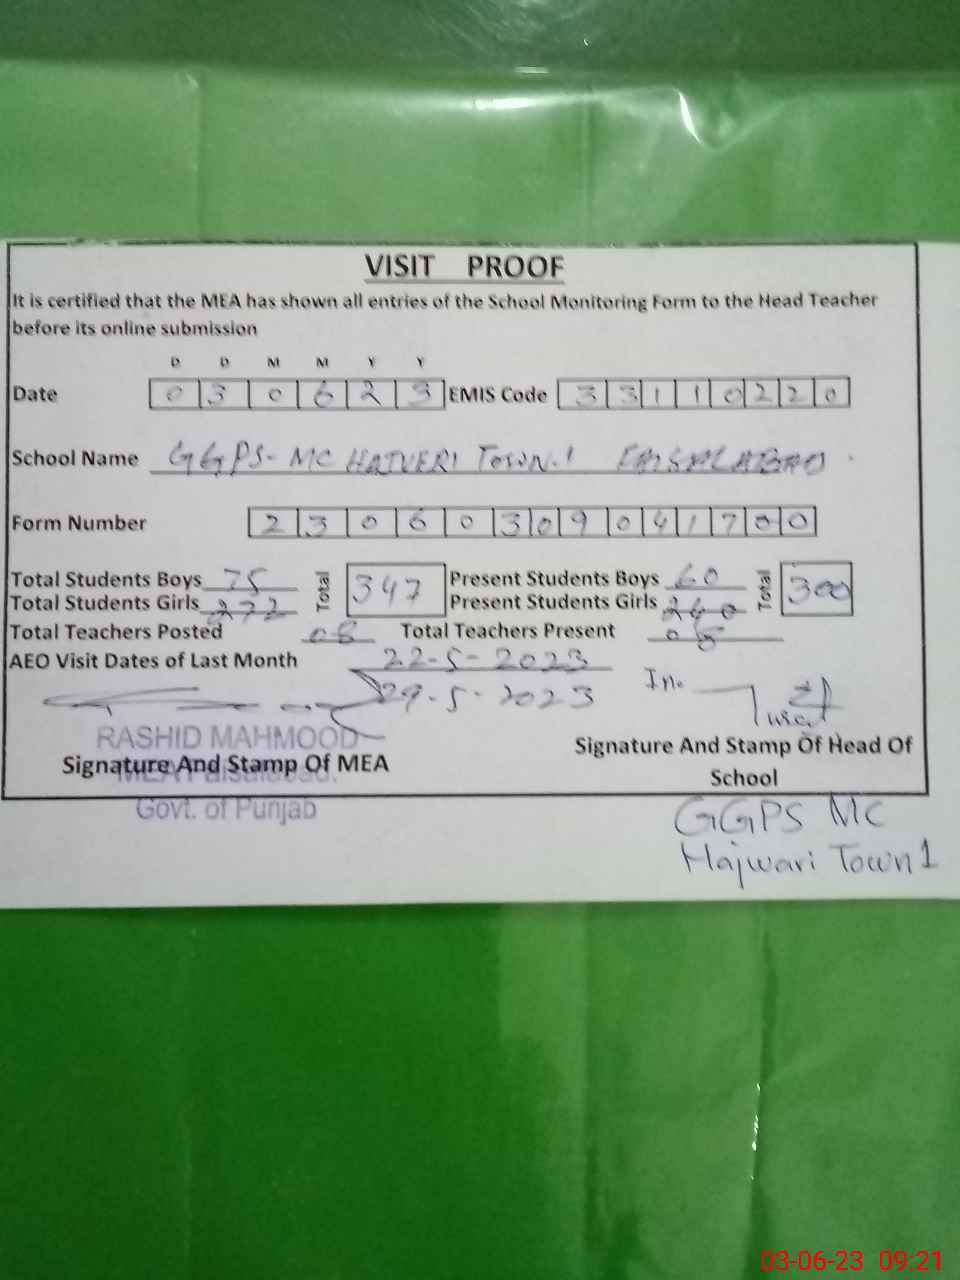 VISIT PROOF
It is certified that the MEA has shown all entries of the School Monitoring Form to the Head Teacher
before its online submission
D D M M Y Y
Date 0 3 0 6 2 3 EMIS Code 3 3 1 1 0 2 2 0
School Name GGPS- MC HAJVERI TOWN.1 FAISALABAD
Form Number 2 3 0 6 0 3 0 9 0 4 1 7 0 0
Total Students Boys 75 Total 347 Present Students Boys 60 Total 300
Total Students Girls 272 Present Students Girls 240
Total Teachers Posted 08 Total Teachers Present 08
AEO Visit Dates of Last Month 22-5-2023
29-5-2023 In.
RASHID MAHMOOD
Signature And Stamp Of MEA
Signature And Stamp Of Head Of
School
MEA Faisalabad.
Govt. of Punjab
GGPS MC
Hajwari Town 1
03-06-23 09:21